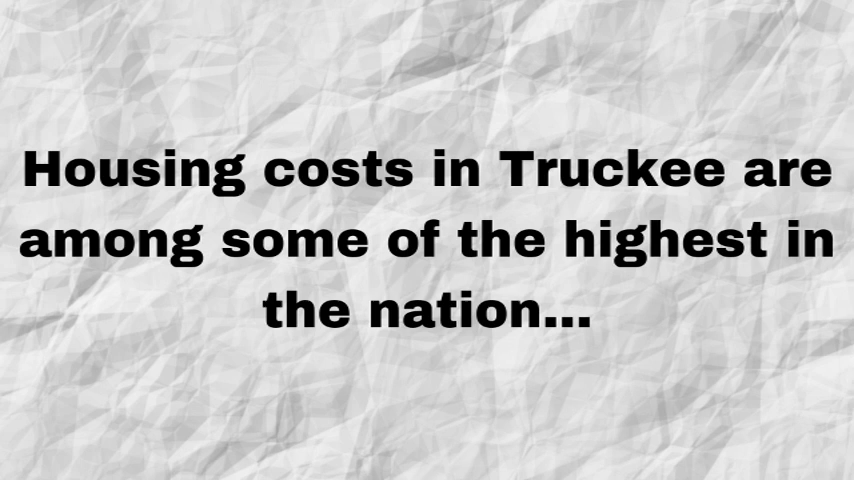 Housing costs in Truckee are
among some of the highest in
the nation...